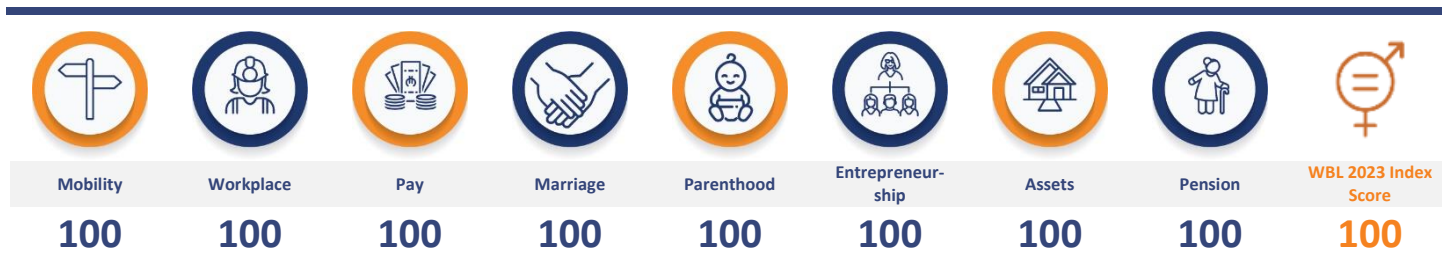 Mobility
Workplace
Pay
Marriage
Parenthood
Entrepreneur-
ship
Assets
Pension
WBL 2023 Index
Score
100
100
100
100
100
100
100
100
100